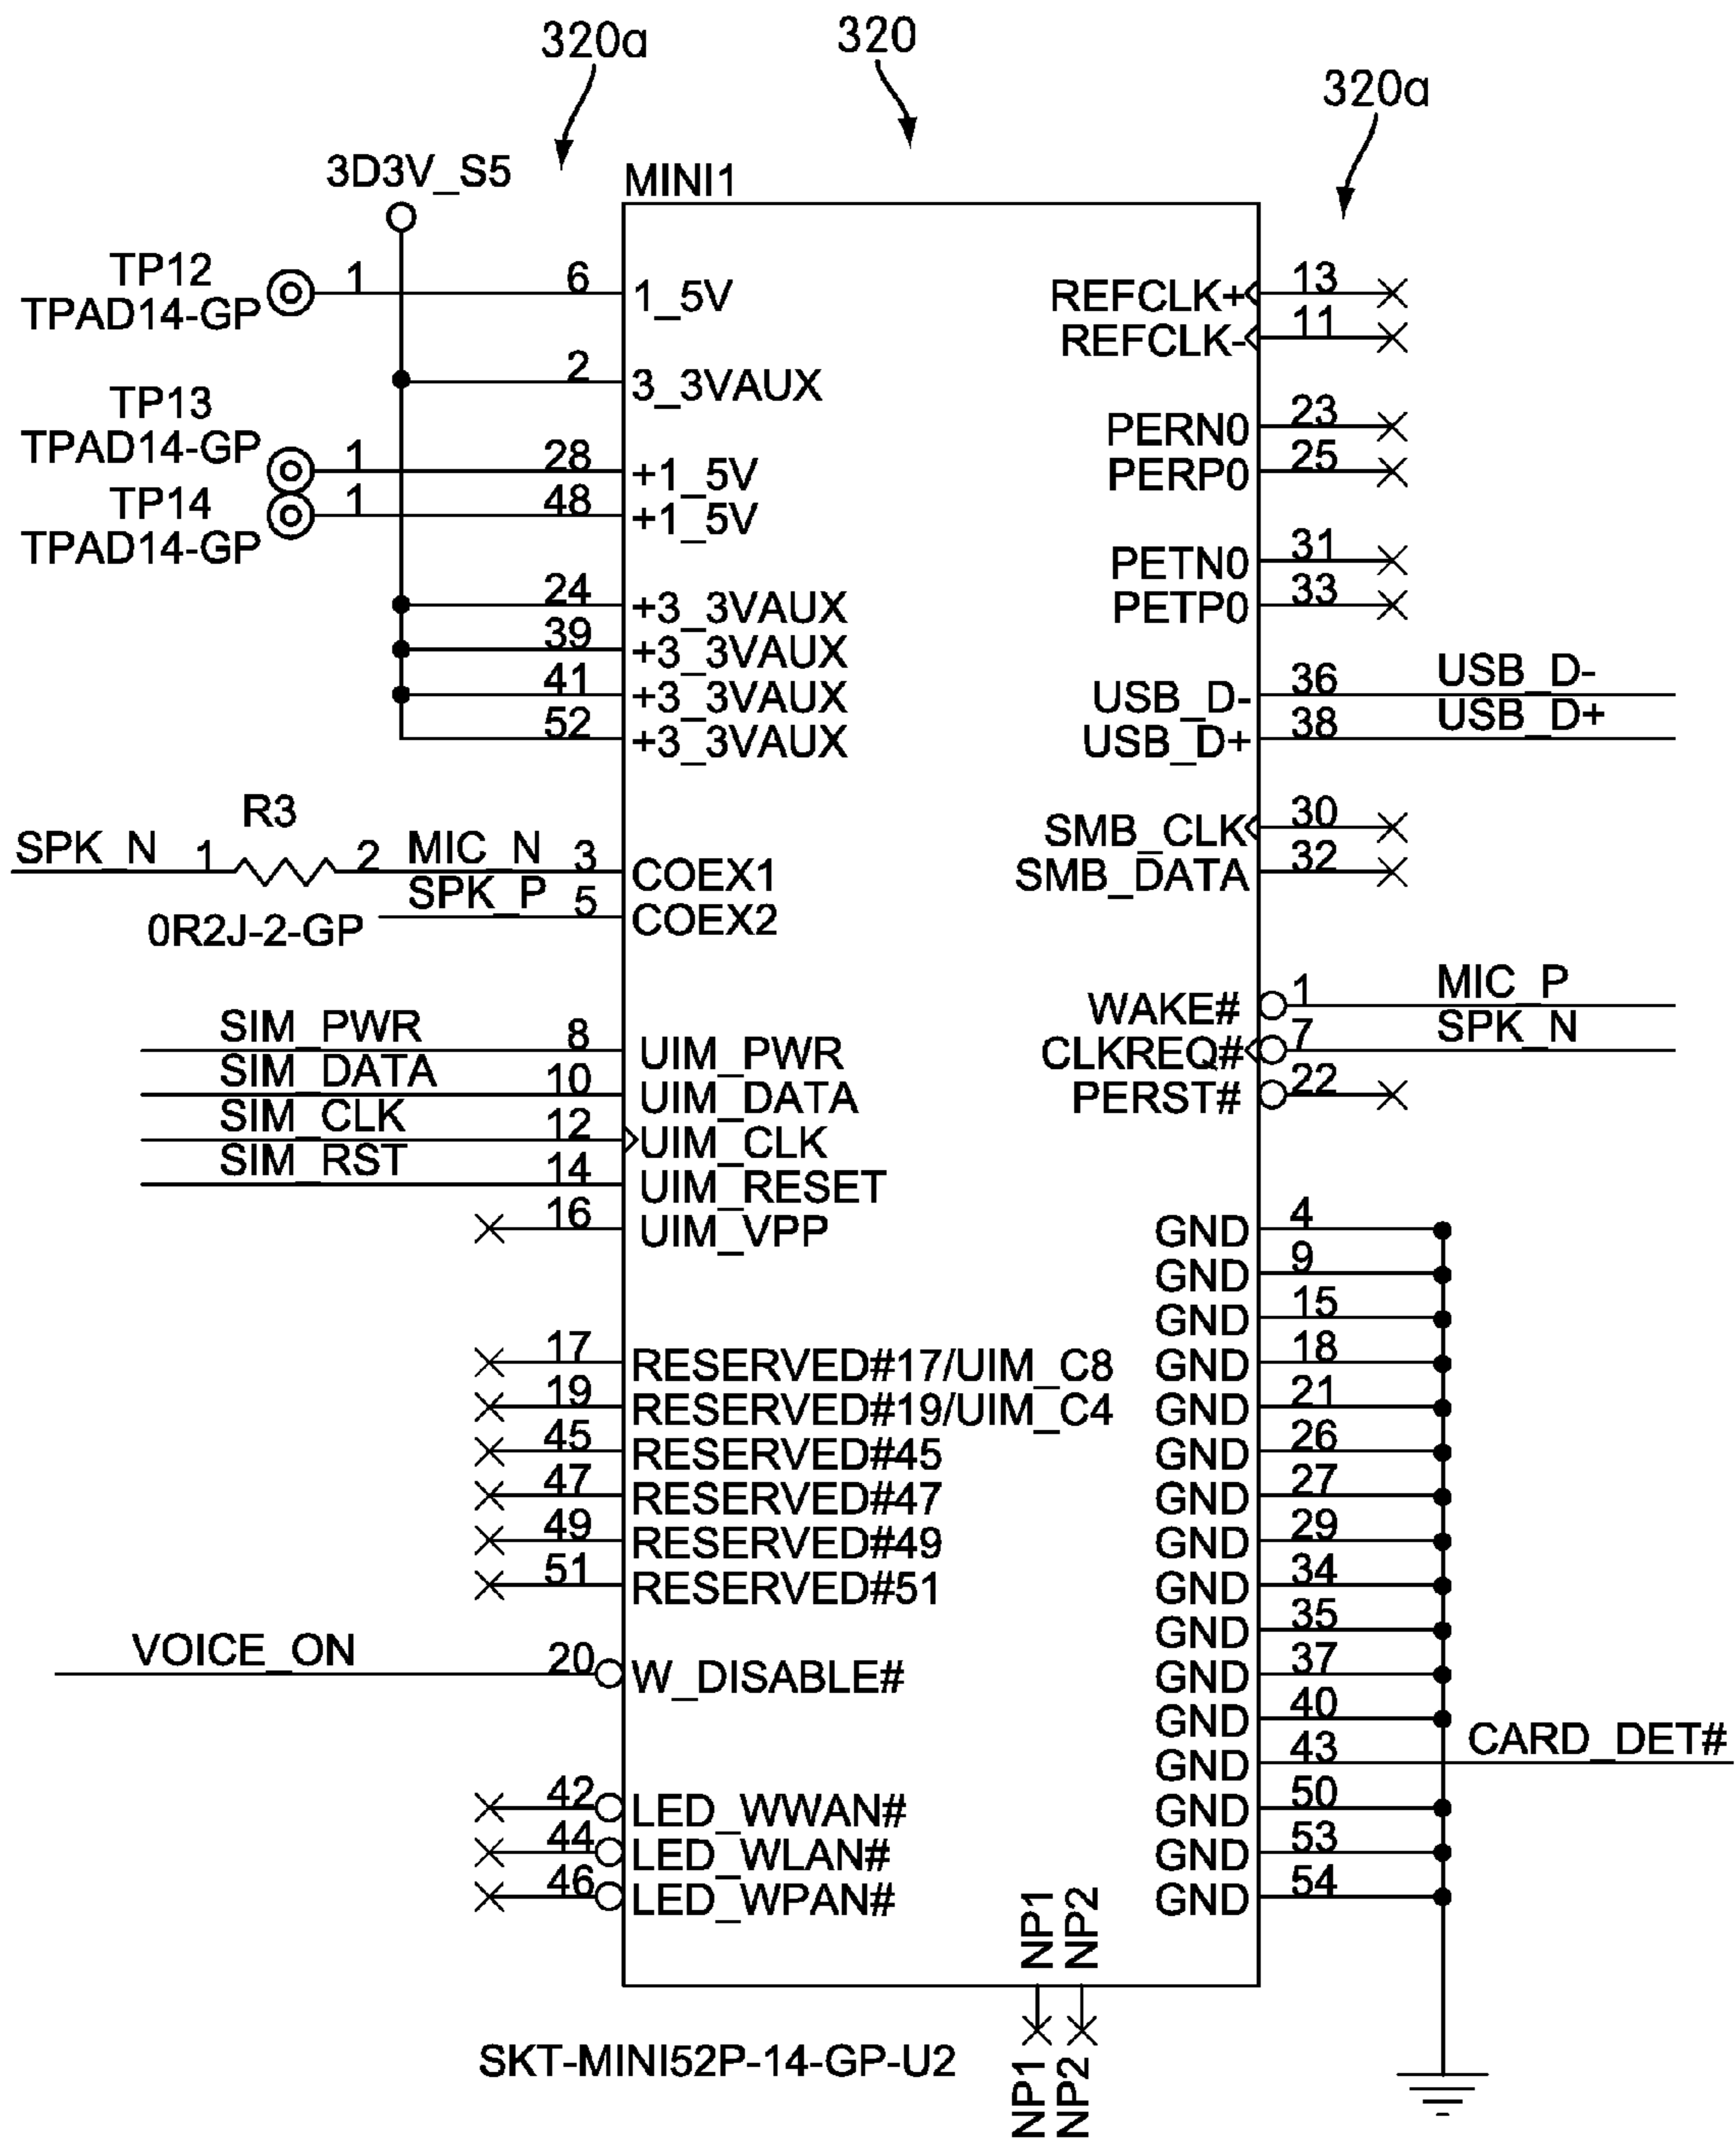 320a 320 320a
3D3V_S5 MINI1
TP12
TPAD14-GP 1 6 1_5V
2 3_3VAUX
TP13
TPAD14-GP 1 28 +1_5V
TP14
TPAD14-GP 1 48 +1_5V
24 +3_3VAUX
39 +3_3VAUX
41 +3_3VAUX
52 +3_3VAUX
R3
SPK_N 1 2 MIC_N 3 COEX1
SPK_P 5 COEX2
0R2J-2-GP
SIM_PWR 8 UIM_PWR
SIM_DATA 10 UIM_DATA
SIM_CLK 12 UIM_CLK
SIM_RST 14 UIM_RESET
16 UIM_VPP
17 RESERVED#17/UIM_C8
19 RESERVED#19/UIM_C4
45 RESERVED#45
47 RESERVED#47
49 RESERVED#49
51 RESERVED#51
VOICE_ON 20 W_DISABLE#
42 LED_WWAN#
44 LED_WLAN#
46 LED_WPAN#
REFCLK+ 13
REFCLK- 11
PERN0 23
PERP0 25
PETN0 31
PETP0 33
USB_D- 36 USB_D-
USB_D+ 38 USB_D+
SMB_CLK 30
SMB_DATA 32
WAKE# 1 MIC_P
CLKREQ# 7 SPK_N
PERST# 22
GND 4
GND 9
GND 15
GND 18
GND 21
GND 26
GND 27
GND 29
GND 34
GND 35
GND 37
GND 40
GND 43 CARD_DET#
GND 50
GND 53
GND 54
NP1 NP2
SKT-MINI52P-14-GP-U2
NP1 NP2